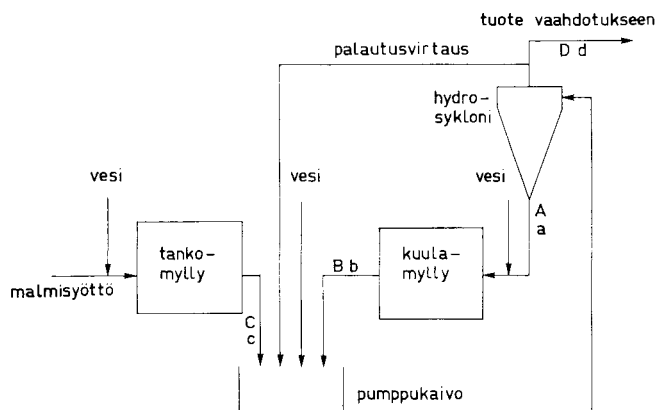 tuote vaahdotukseen
D d
palautusvirtaus
hydro-
sykloni
vesi
vesi
vesi
A
a
tanko-
mylly
B b
kuula-
mylly
malmisyöttö
C
c
pumppukaivo